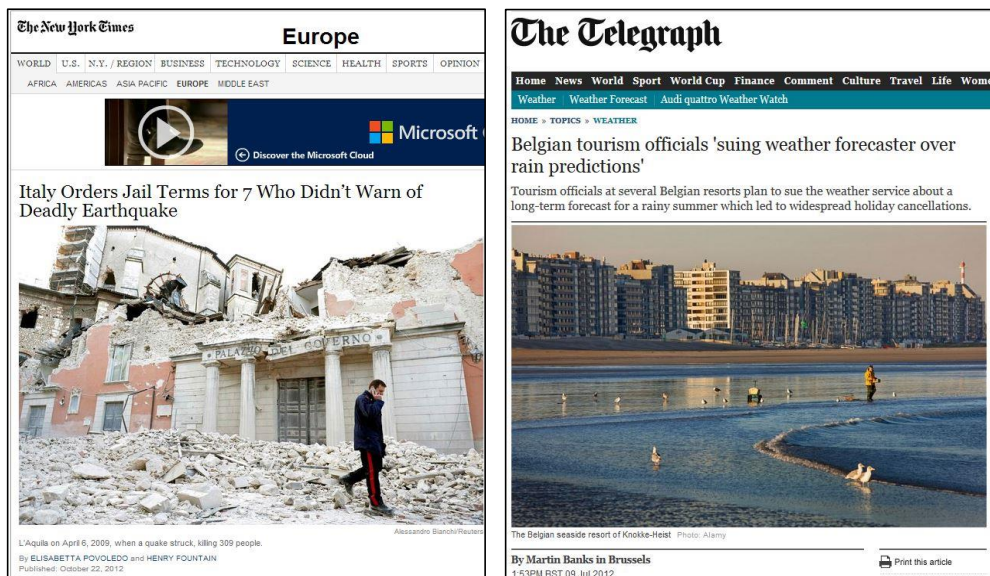 The New York Times
Europe
WORLD U.S. N.Y. / REGION BUSINESS TECHNOLOGY SCIENCE HEALTH SPORTS OPINION
AFRICA AMERICAS ASIA PACIFIC EUROPE MIDDLE EAST
Microsoft
Discover the Microsoft Cloud
Italy Orders Jail Terms for 7 Who Didn't Warn of
Deadly Earthquake
PALAZZO DEL GOVERNO
Alessandro Bianchi/Reuters
L'Aquila on April 6, 2009, when a quake struck, killing 309 people.
By ELISABETTA POVOLEDO and HENRY FOUNTAIN
Published: October 22, 2012
The Telegraph
Home News World Sport World Cup Finance Comment Culture Travel Life Wome
Weather Weather Forecast Audi quattro Weather Watch
HOME » TOPICS » WEATHER
Belgian tourism officials 'suing weather forecaster over
rain predictions'
Tourism officials at several Belgian resorts plan to sue the weather service about a
long-term forecast for a rainy summer which led to widespread holiday cancellations.
The Belgian seaside resort of Knokke-Heist Photo: Alamy
By Martin Banks in Brussels
1:53PM BST 09 Jul 2012
Print this article